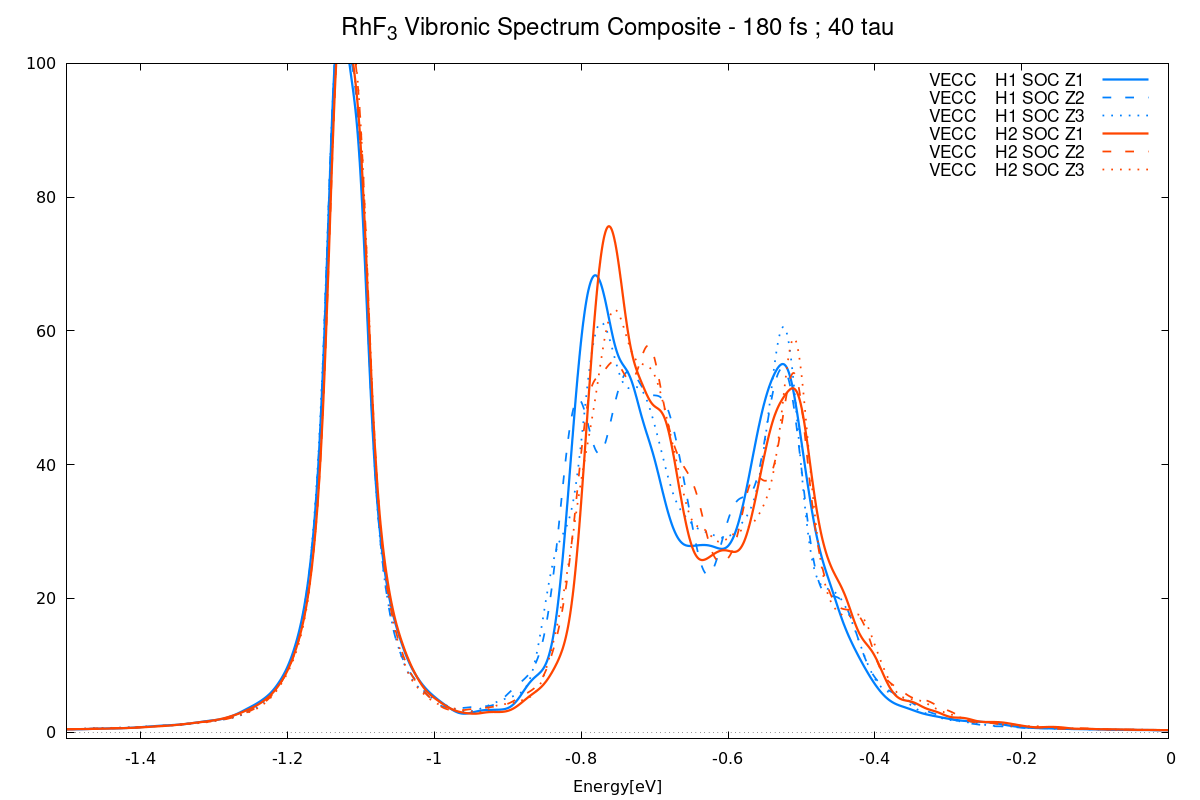 RhF3 Vibronic Spectrum Composite - 180 fs ; 40 tau
100
80
60
40
20
0
VECC H1 SOC Z1
VECC H1 SOC Z2
VECC H1 SOC Z3
VECC H2 SOC Z1
VECC H2 SOC Z2
VECC H2 SOC Z3
-1.4 -1.2 -1 -0.8 -0.6 -0.4 -0.2 0
Energy[eV]